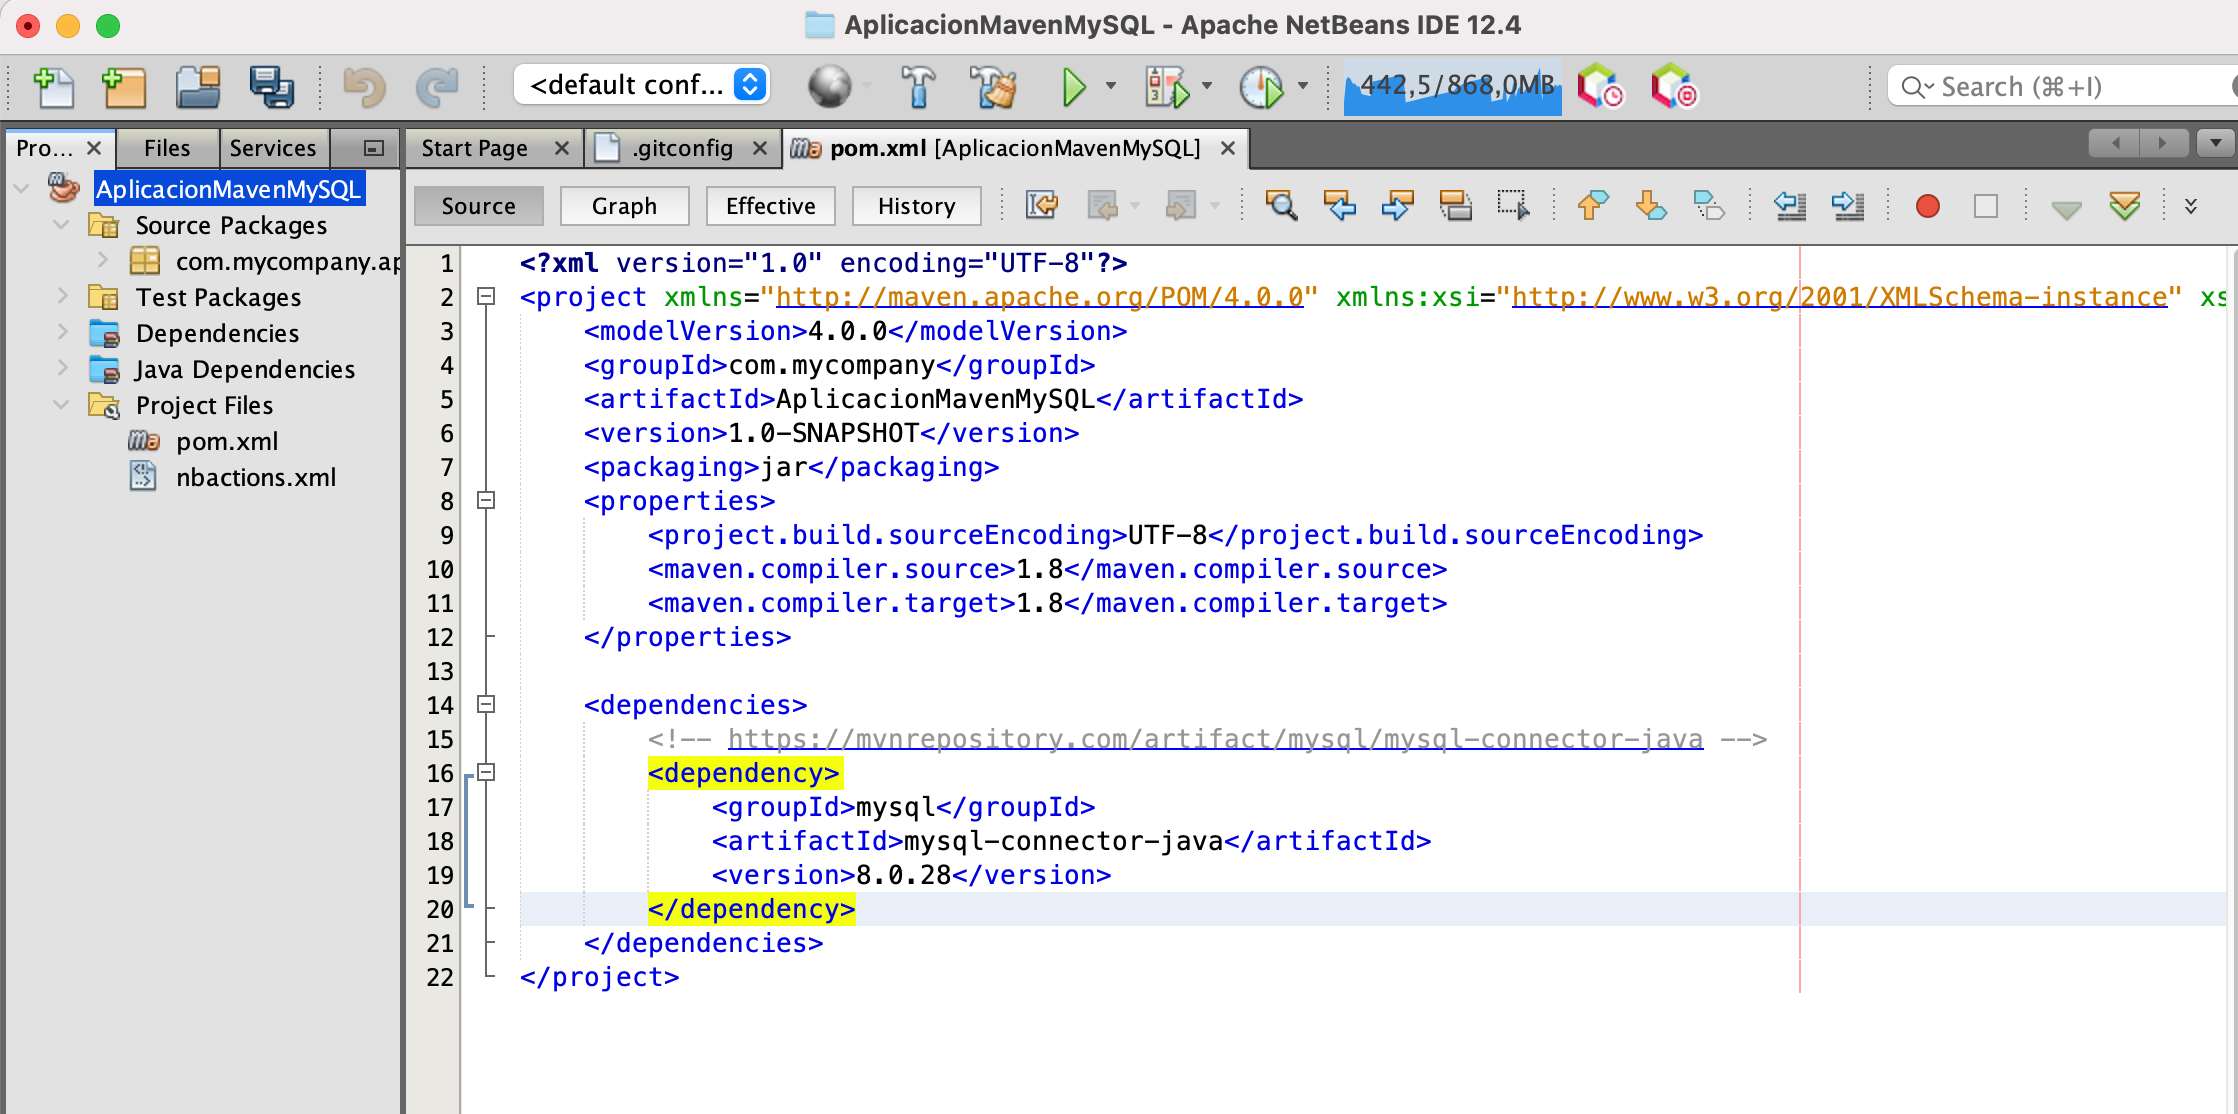 AplicacionMavenMySQL - Apache NetBeans IDE 12.4
<default conf...
442,5/868,0MB
Search (⌘+I)
Pro...
Files
Services
Start Page
.gitconfig
pom.xml [AplicacionMavenMySQL]
AplicacionMavenMySQL
Source Packages
com.mycompany.ap
Test Packages
Dependencies
Java Dependencies
Project Files
pom.xml
nbactions.xml
Source
Graph
Effective
History
1 <?xml version="1.0" encoding="UTF-8"?>
2 <project xmlns="http://maven.apache.org/POM/4.0.0" xmlns:xsi="http://www.w3.org/2001/XMLSchema-instance" xs
3 <modelVersion>4.0.0</modelVersion>
4 <groupId>com.mycompany</groupId>
5 <artifactId>AplicacionMavenMySQL</artifactId>
6 <version>1.0-SNAPSHOT</version>
7 <packaging>jar</packaging>
8 <properties>
9 <project.build.sourceEncoding>UTF-8</project.build.sourceEncoding>
10 <maven.compiler.source>1.8</maven.compiler.source>
11 <maven.compiler.target>1.8</maven.compiler.target>
12 </properties>
13
14 <dependencies>
15 <!-- https://mvnrepository.com/artifact/mysql/mysql-connector-java -->
16 <dependency>
17 <groupId>mysql</groupId>
18 <artifactId>mysql-connector-java</artifactId>
19 <version>8.0.28</version>
20 </dependency>
21 </dependencies>
22 </project>